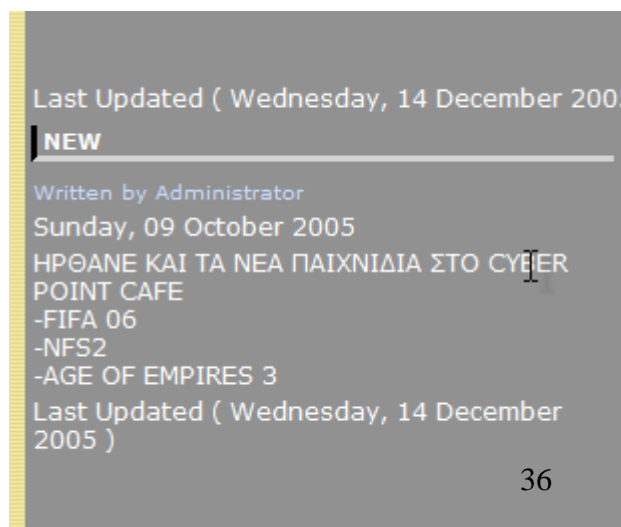 Last Updated ( Wednesday, 14 December 200
NEW
Written by Administrator
Sunday, 09 October 2005
ΗΡΘΑΝΕ ΚΑΙ ΤΑ ΝΕΑ ΠΑΙΧΝΙΔΙΑ ΣΤΟ CYBER
POINT CAFE
-FIFA 06
-NFS2
-AGE OF EMPIRES 3
Last Updated ( Wednesday, 14 December
2005 )
36